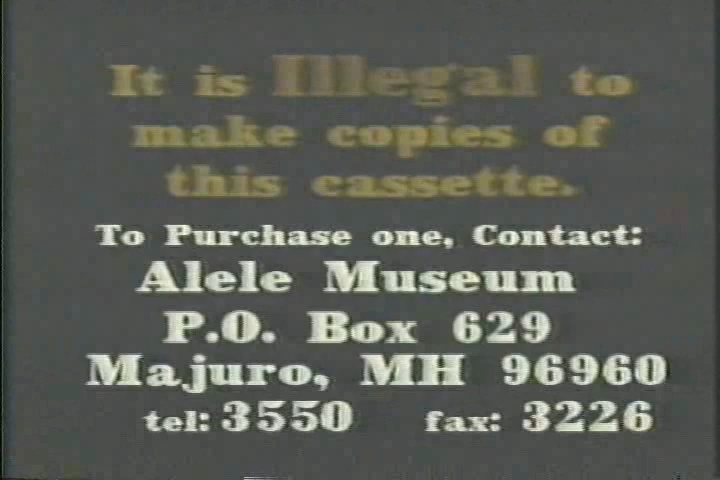 It is Illegal to
make copies of
this cassette.
To Purchase one, Contact:
Alele Museum
P.O. Box 629
Majuro, MH 96960
tel: 3550 fax: 3226